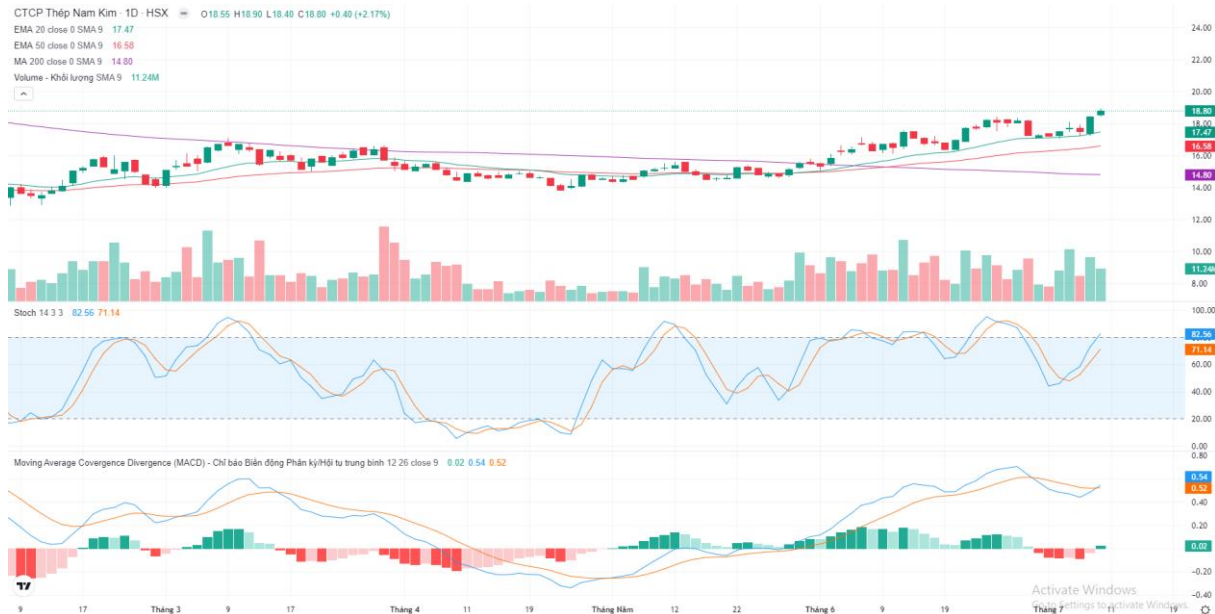 CTCP Thép Nam Kim · 1D · HSX O18.55 H18.90 L18.40 C18.80 +0.40 (+2.17%)
EMA 20 close 0 SMA 9 17.47
EMA 50 close 0 SMA 9 16.58
MA 200 close 0 SMA 9 14.80
Volume - Khối lượng SMA 9 11.24M
24.00
22.00
20.00
18.80
18.00
17.47
16.58
16.00
14.80
14.00
12.00
10.00
11.24M
8.00
Stoch 14 3 3 82.56 71.14
100.00
82.56
80.00
71.14
60.00
40.00
20.00
0.00
Moving Average Covergence Divergence (MACD) - Chỉ báo Biến động Phân kỳ/Hội tụ trung bình 12 26 close 9 0.02 0.54 0.52
0.80
0.54
0.52
0.40
0.20
0.02
−0.20
−0.40
Activate Windows
Go to Settings to activate Windows.
9 17 Tháng 3 9 17 Tháng 4 11 19 Tháng Năm 12 22 Tháng 6 9 19 Tháng 7 11 19